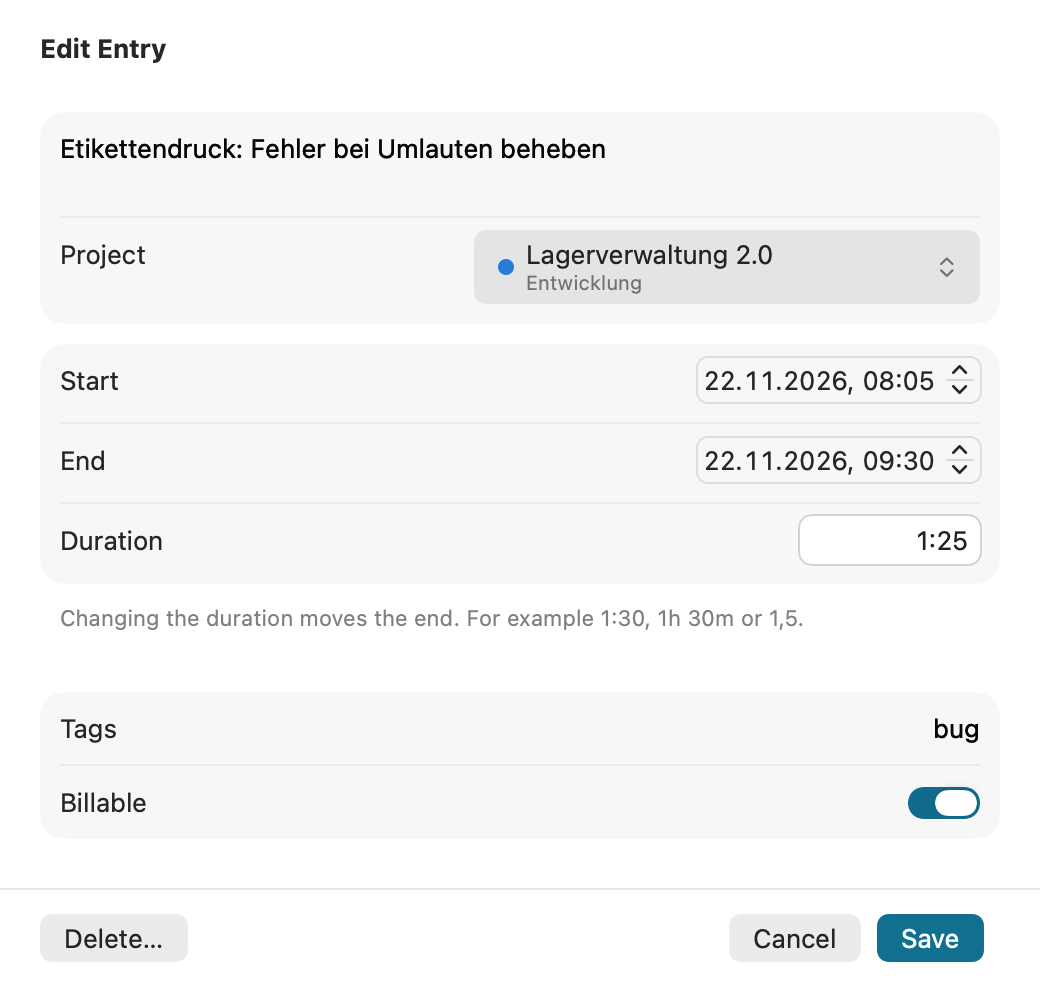 Edit Entry
Etikettendruck: Fehler bei Umlauten beheben
Project
Lagerverwaltung 2.0
Entwicklung
Start
22.11.2026, 08:05
End
22.11.2026, 09:30
Duration
1:25
Changing the duration moves the end. For example 1:30, 1h 30m or 1,5.
Tags
bug
Billable
Delete...
Cancel
Save